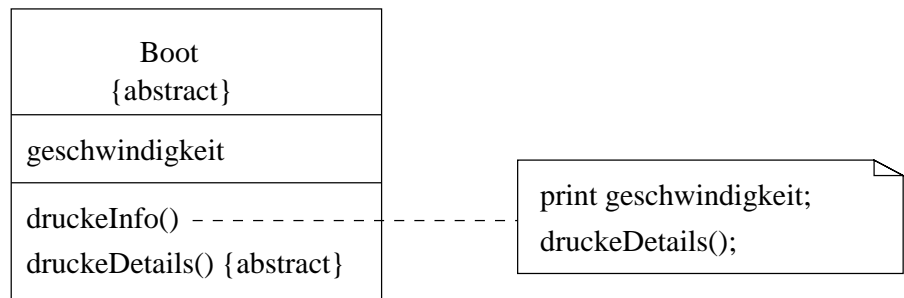 Boot
{abstract}
geschwindigkeit
druckeInfo()
druckeDetails() {abstract}
print geschwindigkeit;
druckeDetails();